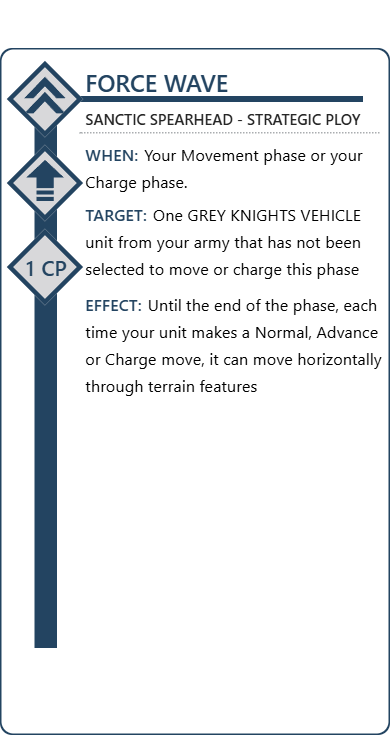 FORCE WAVE
SANCTIC SPEARHEAD - STRATEGIC PLOY
WHEN: Your Movement phase or your
Charge phase.
TARGET: One GREY KNIGHTS VEHICLE
unit from your army that has not been
selected to move or charge this phase
1 CP
EFFECT: Until the end of the phase, each
time your unit makes a Normal, Advance
or Charge move, it can move horizontally
through terrain features